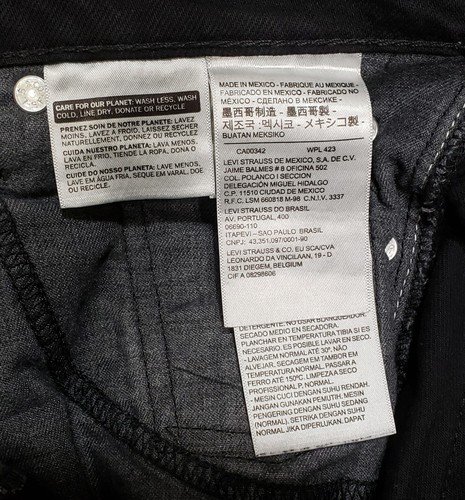 CARE FOR OUR PLANET: WASH LESS, WASH
COLD, LINE DRY, DONATE OR RECYCLE
PRENEZ SOIN DE NOTRE PLANETE: LAVEZ
MOINS, LAVEZ A FROID, LAISSEZ SECHER
NATURELLEMENT, DONNEZ OU RECYCLEZ.
CUIDA NUESTRO PLANETA: LAVA MENOS,
LAVA EN FRIO, TIENDE LA ROPA, DONA O
RECICLA.
CUIDE DO NOSSO PLANETA: LAVE MENOS,
LAVE EM ÁGUA FRIA, SEQUE EM VARAL, DOE
OU RECICLE.
MADE IN MEXICO - FABRIQUE AU MEXIQUE -
FABRICADO EN MEXICO - FABRICADO NO
MÉXICO - СДЕЛАНО В МЕКСИКЕ -
墨西哥制造 - 墨西哥製 -
제조국 :멕시코 - メキシコ製 -
BUATAN MEKSIKO
CA00342 WPL 423
LEVI STRAUSS DE MEXICO, S.A. DE C.V.
JAIME BALMES # 8 OFICINA 502
COL. POLANCO I SECCION
DELEGACIÓN MIGUEL HIDALGO
C.P. 11510 CIUDAD DE MEXICO
R.F.C. LSM 660818 M-98 C.N.I.V. 3337
LEVI STRAUSS DO BRASIL
AV. PORTUGAL, 400
06690-110
ITAPEVI - SAO PAULO BRASIL
CNPJ: 43.351.097/0001-90
LEVI STRAUSS & CO. EU SCA/CVA
LEONARDO DA VINCILAAN, 19 - D
1831 DIEGEM, BELGIUM
CIF A 08298606
DETERGENTE. NO USAR BLANQUEADOR.
SECADO MEDIO EN SECADORA.
PLANCHAR EN TEMPERATURA TIBIA SI ES
NECESARIO. ES POSIBLE LAVAR EN SECO.
- LAVAGEM NORMAL ATÉ 30º. NÃO
ALVEJAR, SECAGEM EM TAMBOR EM
TEMPERATURA NORMAL. PASSAR A
FERRO ATÉ 150ºC. LIMPEZA A SECO
PROFISSIONAL P, NORMAL.
- MESIN CUCI DENGAN SUHU RENDAH.
JANGAN GUNAKAN PEMUTIH. MESIN
PENGERING DENGAN SUHU SEDANG
(NORMAL). SETRIKA DENGAN SUHU
NORMAL JIKA DIPERLUKAN. DAPAT